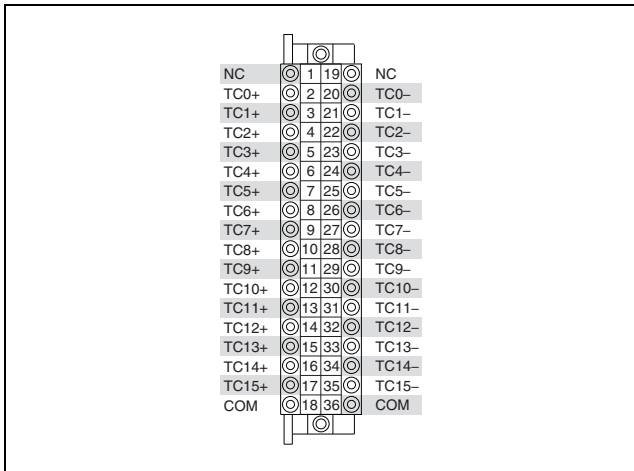 NC 1 19 NC
TC0+ 2 20 TC0–
TC1+ 3 21 TC1–
TC2+ 4 22 TC2–
TC3+ 5 23 TC3–
TC4+ 6 24 TC4–
TC5+ 7 25 TC5–
TC6+ 8 26 TC6–
TC7+ 9 27 TC7–
TC8+ 10 28 TC8–
TC9+ 11 29 TC9–
TC10+ 12 30 TC10–
TC11+ 13 31 TC11–
TC12+ 14 32 TC12–
TC13+ 15 33 TC13–
TC14+ 16 34 TC14–
TC15+ 17 35 TC15–
COM 18 36 COM